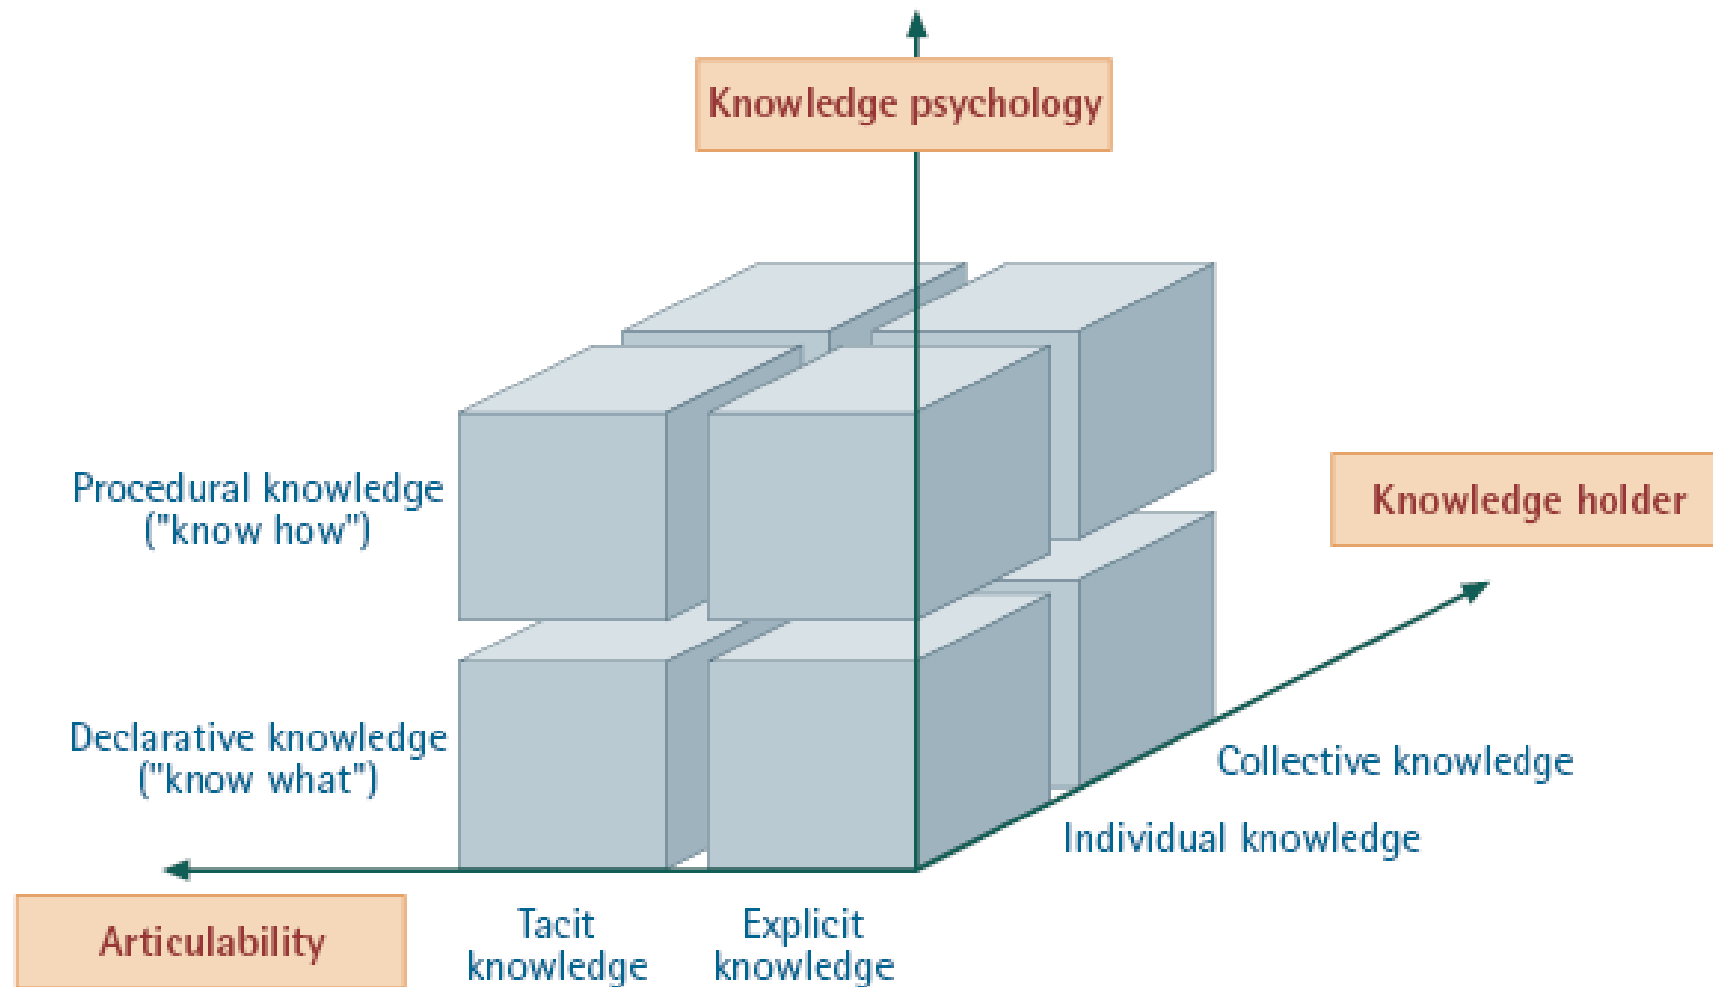 Knowledge psychology
Procedural knowledge
("know how")
Knowledge holder
Declarative knowledge
("know what")
Collective knowledge
Individual knowledge
Articulability
Tacit
knowledge
Explicit
knowledge